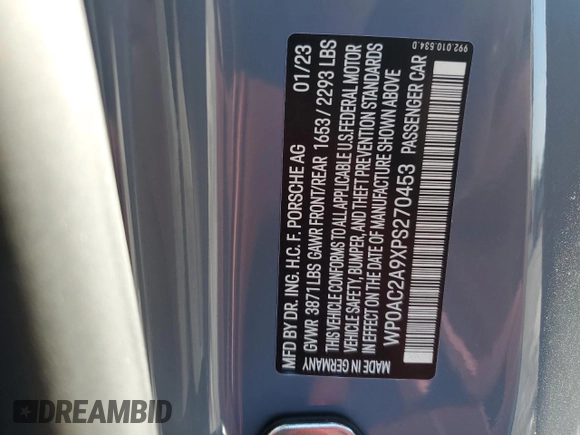 MFD BY DR. ING. H.C. F. PORSCHE AG 01/23
GVWR 3871 LBS GAWR FRONT/REAR 1653 / 2293 LBS
THIS VEHICLE CONFORMS TO ALL APPLICABLE U.S. FEDERAL MOTOR
VEHICLE SAFETY, BUMPER, AND THEFT PREVENTION STANDARDS
IN EFFECT ON THE DATE OF MANUFACTURE SHOWN ABOVE
WP0AC2A9XPS270453 PASSENGER CAR
MADE IN GERMANY 992.010.534.D
DREAMBID